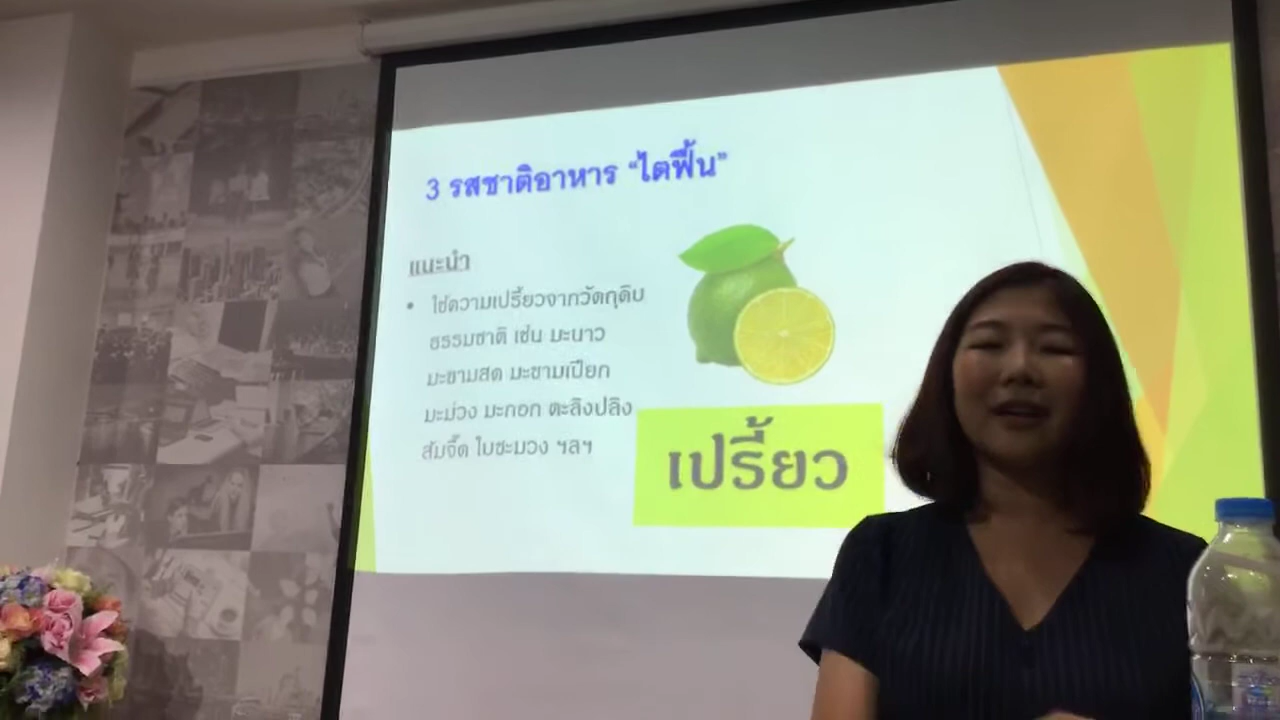 3 รสชาติอาหาร “ไตฟื้น”
แนะนำ
• ใช้ความเปรี้ยวจากวัตถุดิบ
ธรรมชาติ เช่น มะนาว
มะขามสด มะขามเปียก
มะม่วง มะกอก ตะลิงปลิง
ส้มจี๊ด ใบชะมวง ฯลฯ
เปรี้ยว